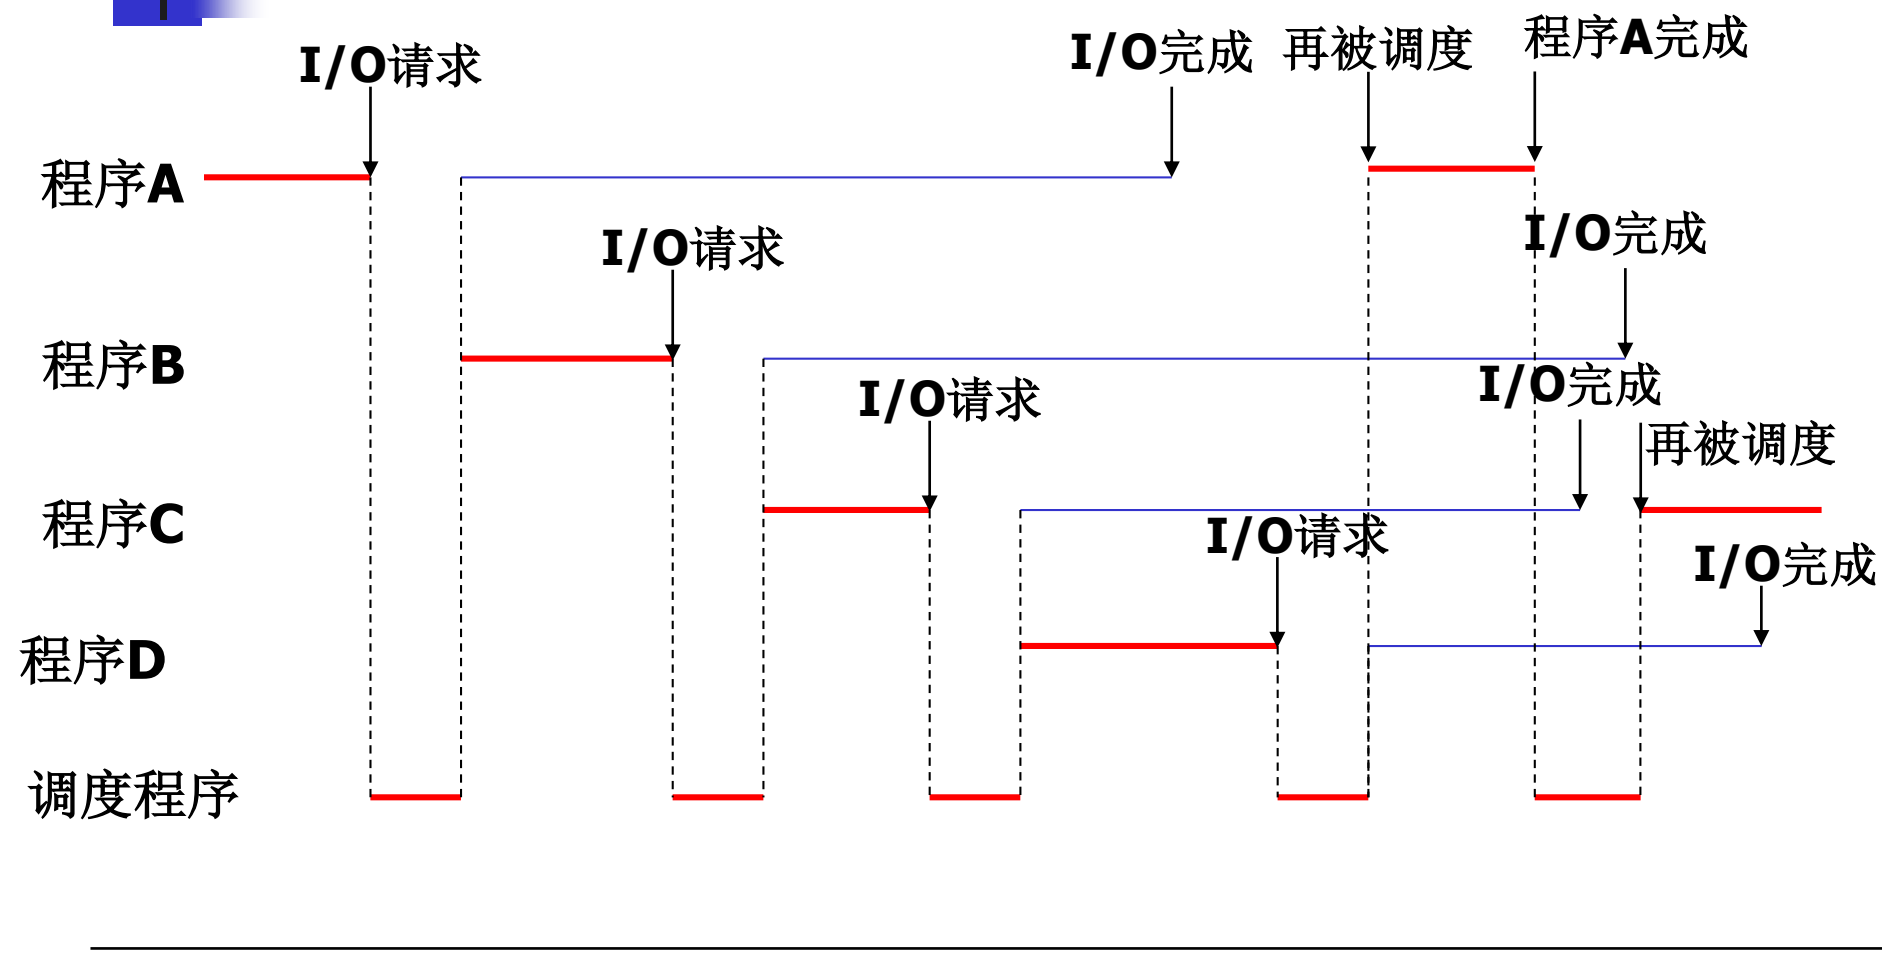 I/O请求
I/O完成
再被调度
程序A完成
程序A
I/O请求
I/O完成
程序B
I/O请求
I/O完成
再被调度
程序C
I/O请求
I/O完成
程序D
调度程序